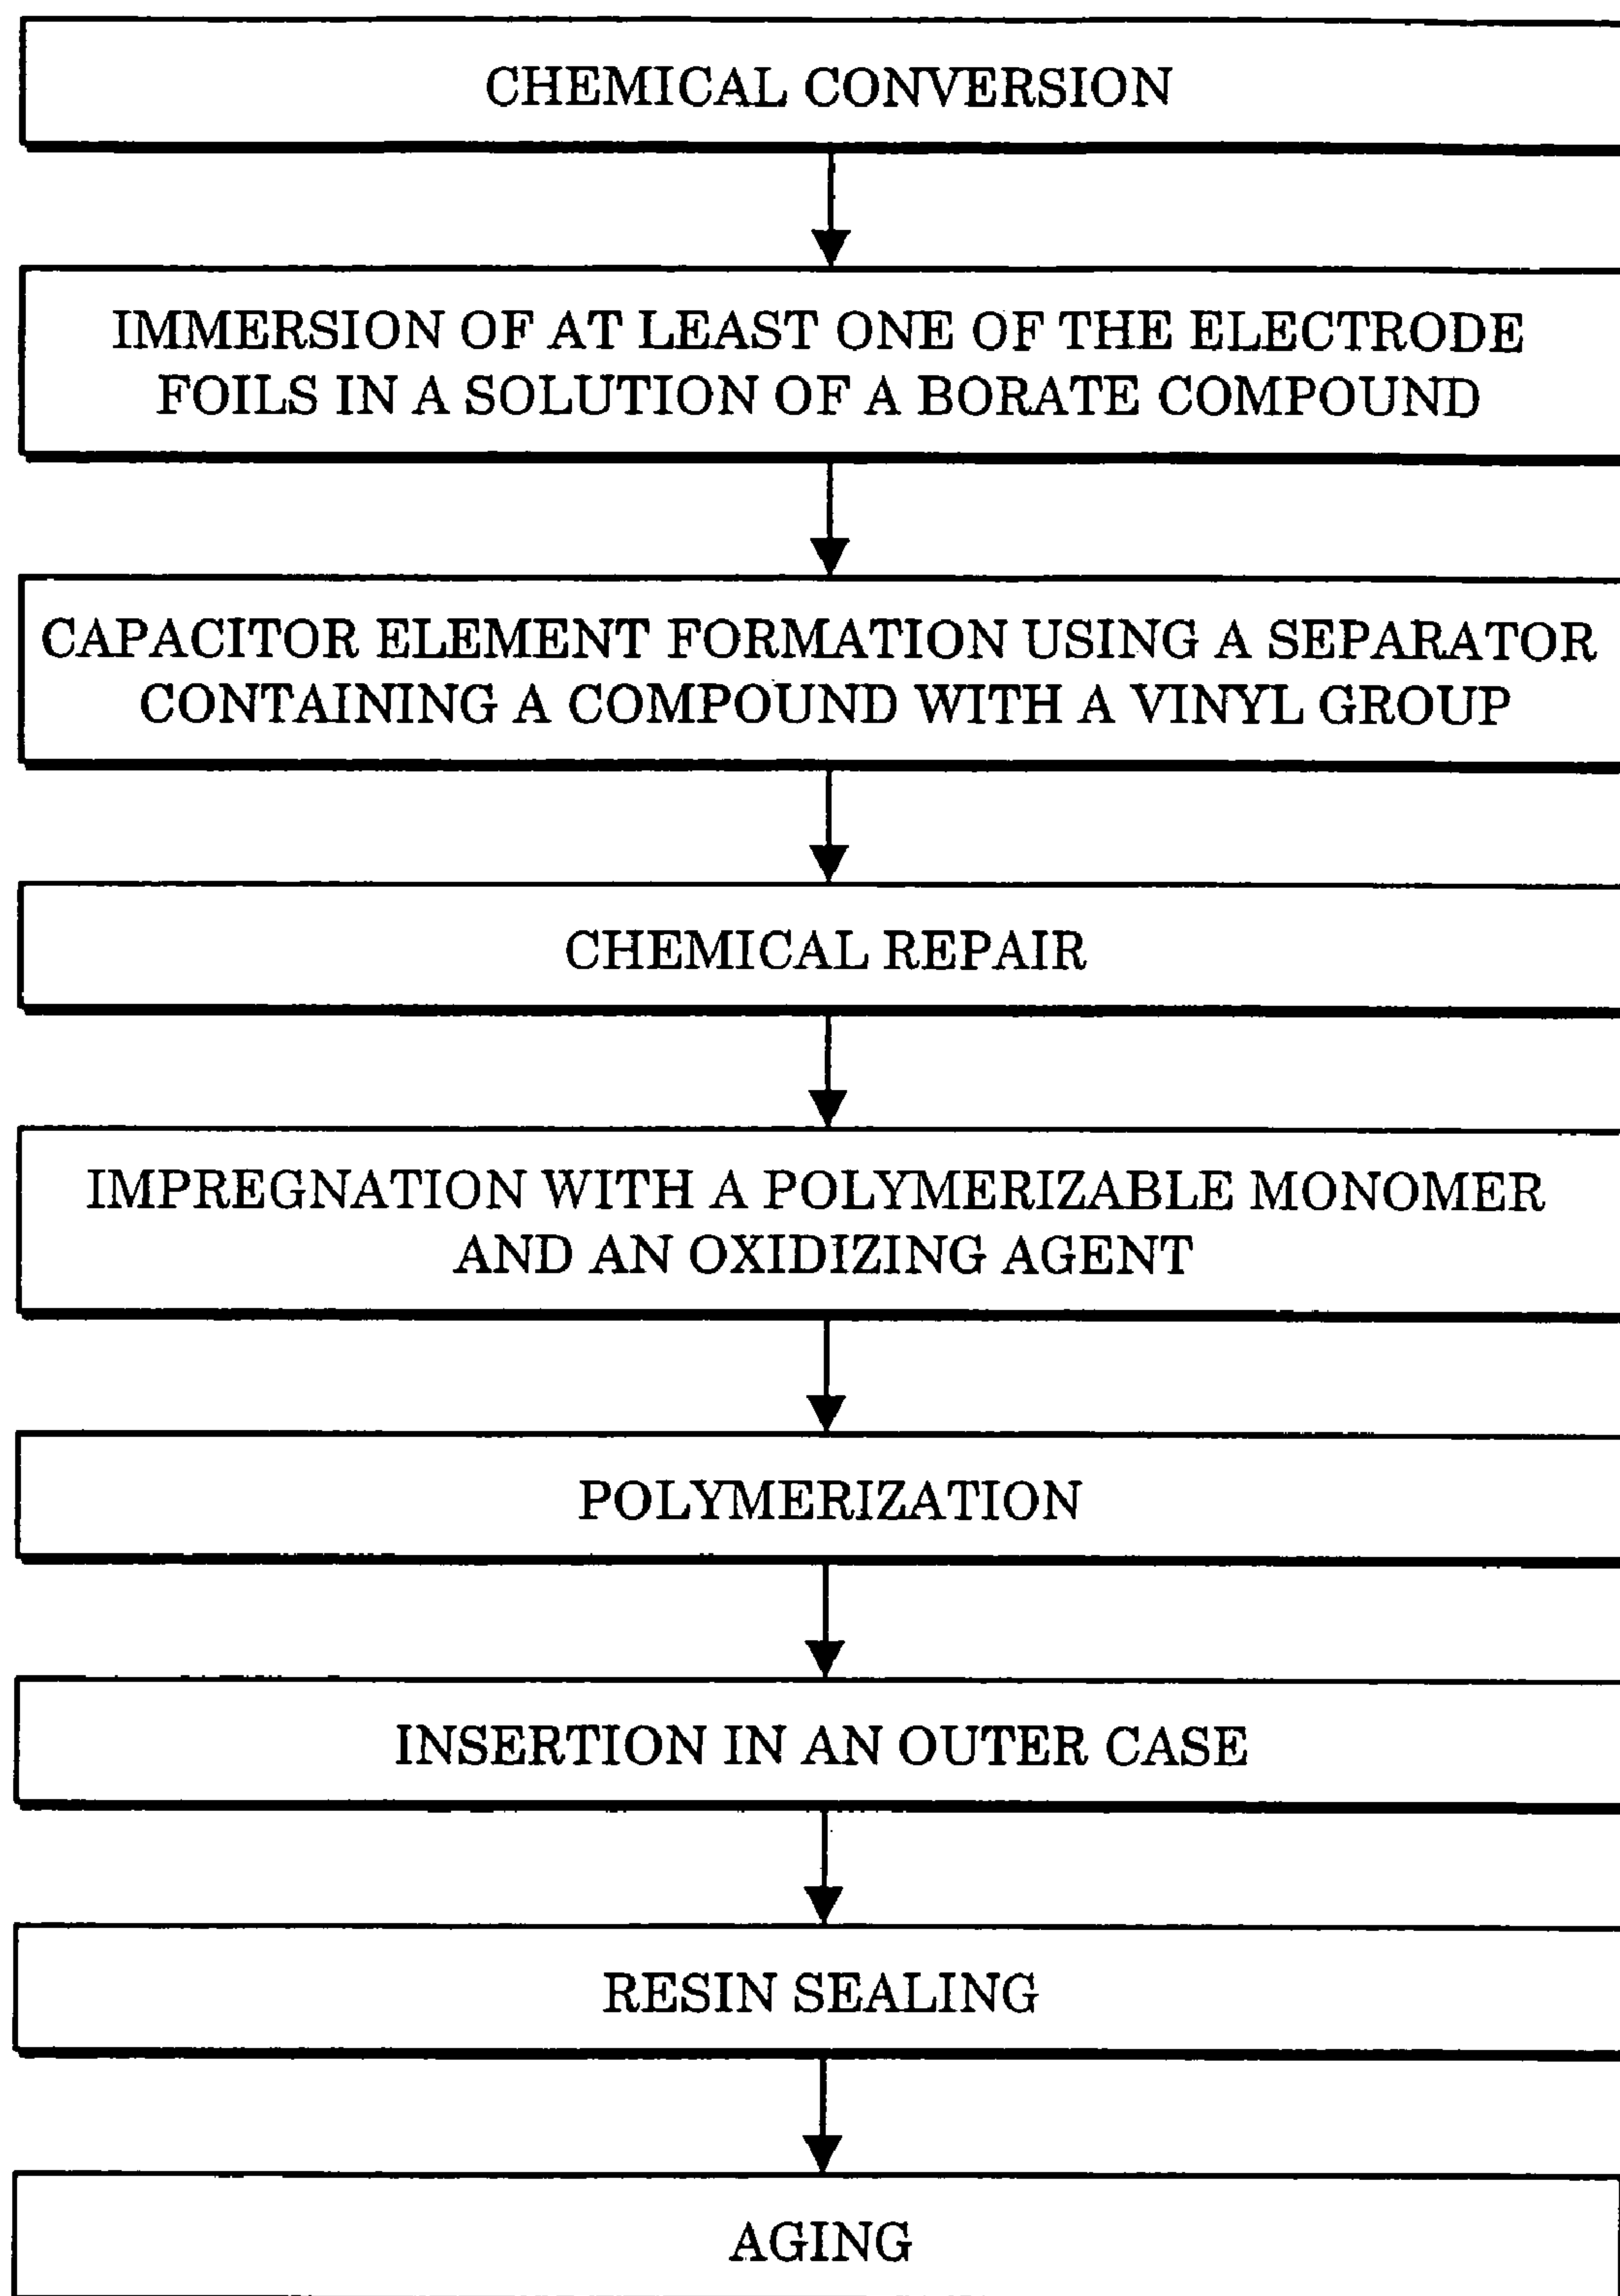 CHEMICAL CONVERSION
IMMERSION OF AT LEAST ONE OF THE ELECTRODE
FOILS IN A SOLUTION OF A BORATE COMPOUND
CAPACITOR ELEMENT FORMATION USING A SEPARATOR
CONTAINING A COMPOUND WITH A VINYL GROUP
CHEMICAL REPAIR
IMPREGNATION WITH A POLYMERIZABLE MONOMER
AND AN OXIDIZING AGENT
POLYMERIZATION
INSERTION IN AN OUTER CASE
RESIN SEALING
AGING